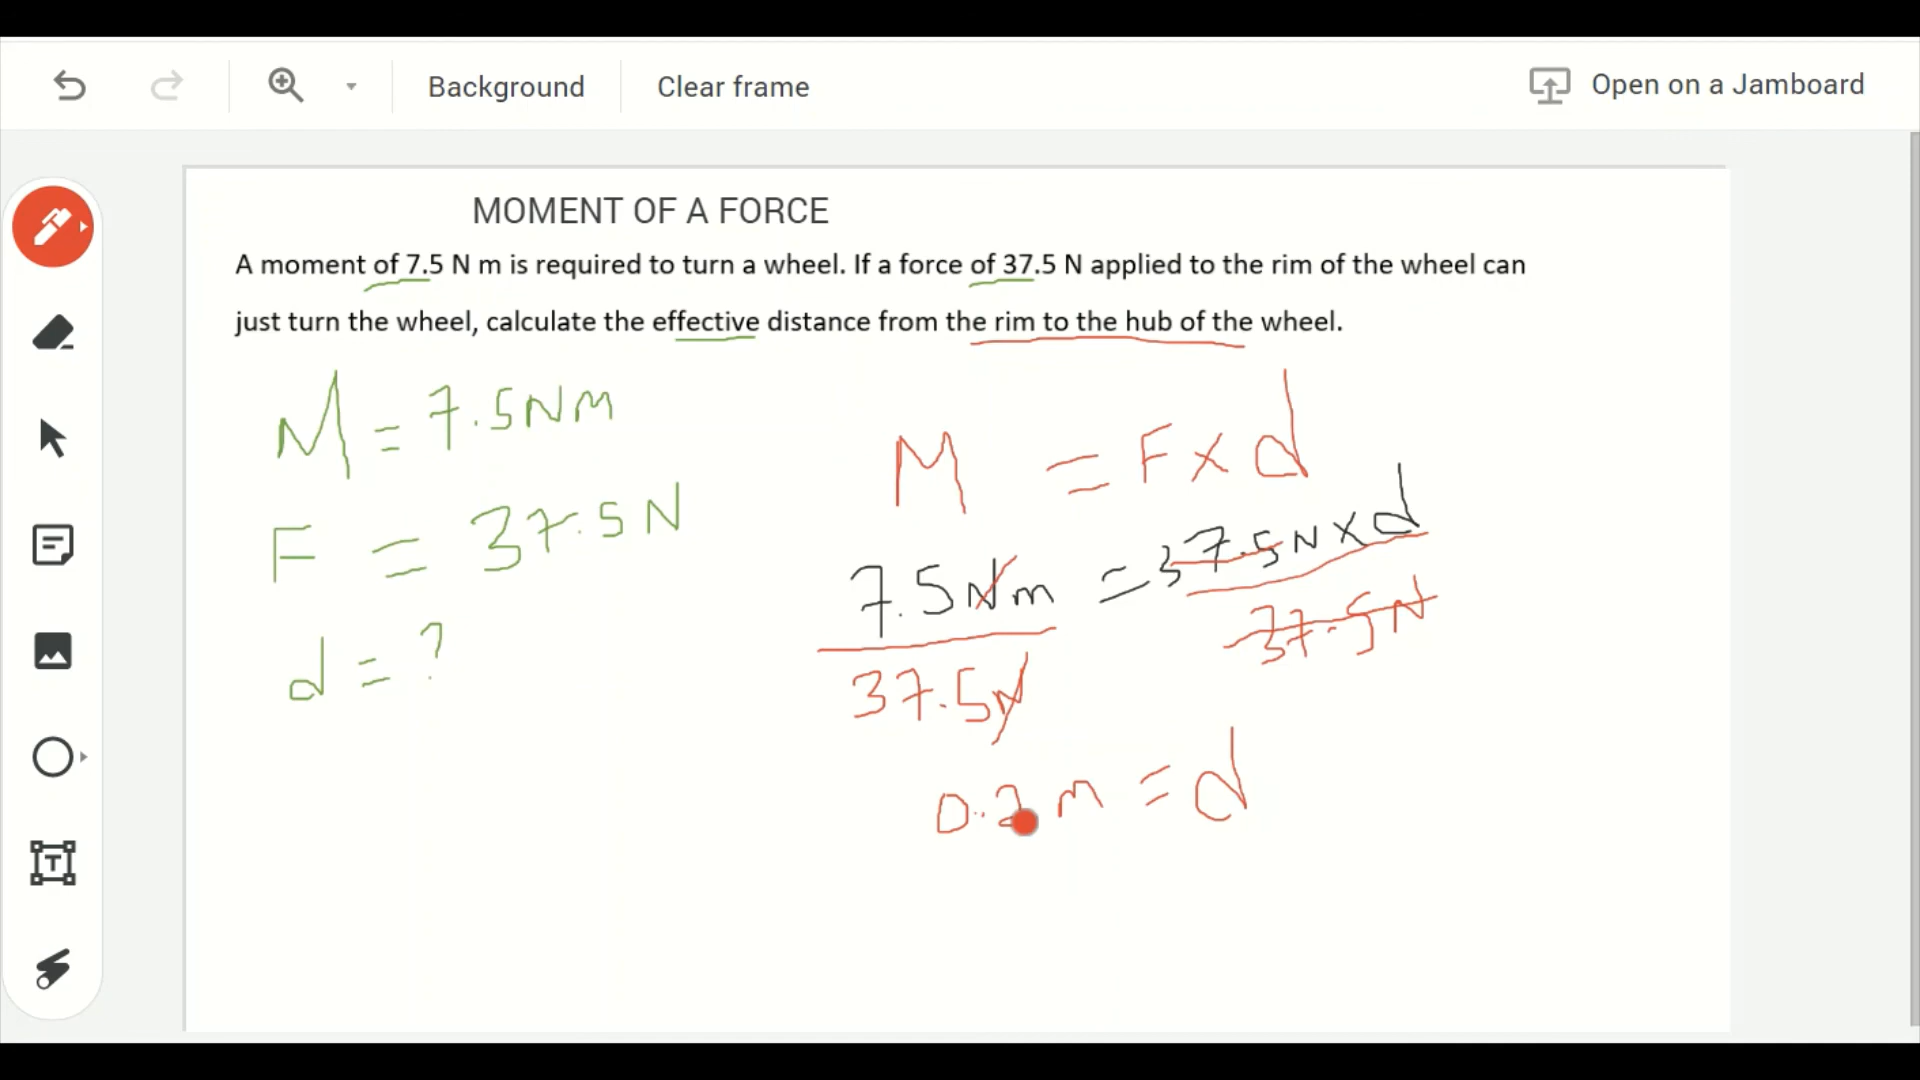 Background
Clear frame
Open on a Jamboard
MOMENT OF A FORCE
A moment of 7.5 N m is required to turn a wheel. If a force of 37.5 N applied to the rim of the wheel can
just turn the wheel, calculate the effective distance from the rim to the hub of the wheel.
M = 7.5NM
F = 37.5 N
d = ?
M = F x d
7.5Nm = 37.5N x d
37.5N 37.5N
0.2 m = d